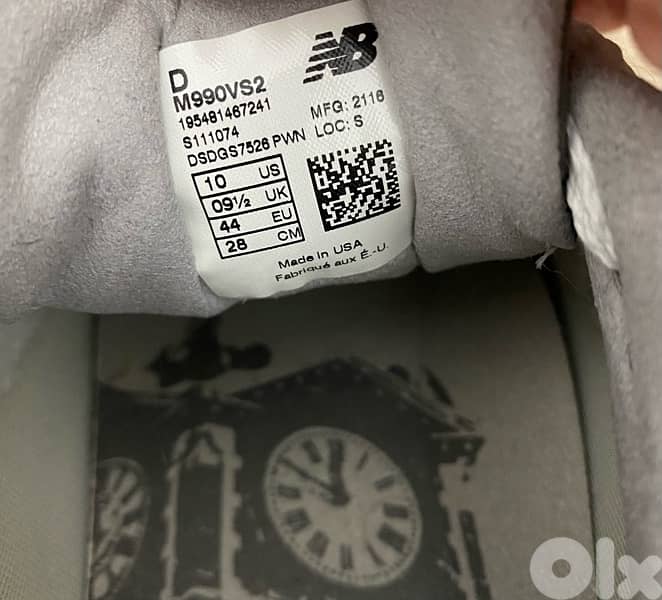 D
M990VS2
195481467241
S111074
DSDGS7526 PWN
NB
MFG: 2116
LOC: S
10 US
09½ UK
44 EU
28 CM
Made in USA
Fabriqué aux É.-U.
Olx